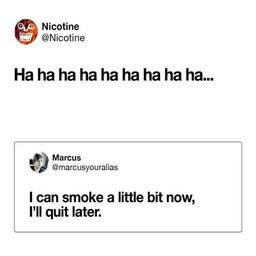 Nicotine
@Nicotine
Ha ha ha ha ha ha ha ha ha...
Marcus
@marcusyouralias
I can smoke a little bit now,
I'll quit later.